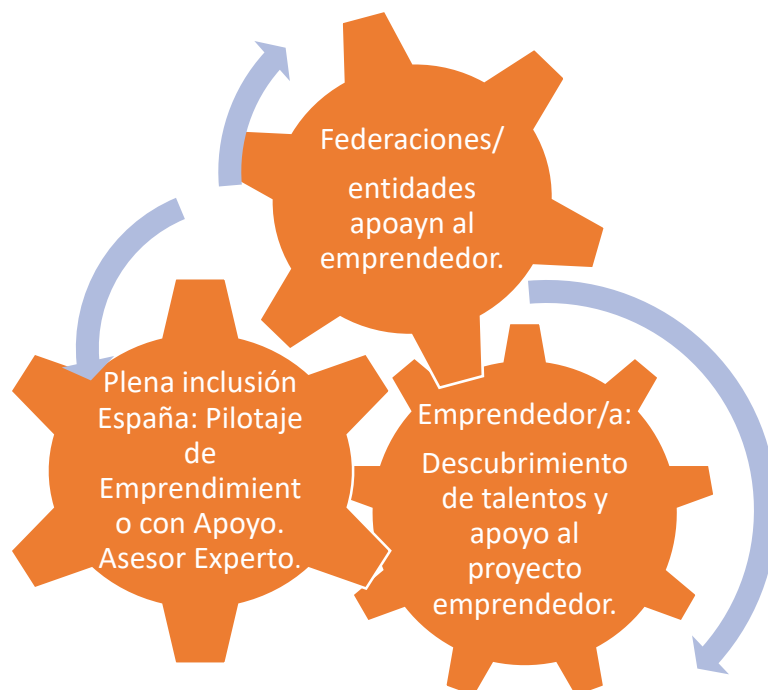 Federaciones/
entidades
apoayn al
emprendedor.
Plena inclusión
España: Pilotaje
de
Emprendimient
o con Apoyo.
Asesor Experto.
Emprendedor/a:
Descubrimiento
de talentos y
apoyo al
proyecto
emprendedor.